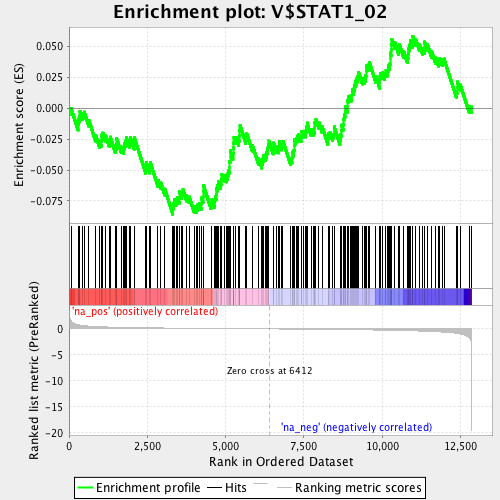 Enrichment plot: V$STAT1_02
Enrichment score (ES)
0.050
0.025
0.000
-0.025
-0.050
-0.075
'na_pos' (positively correlated)
Ranked list metric (PreRanked)
0
-5
-10
-15
-20
Zero cross at 6412
'na_neg' (negatively correlated)
0
2,500
5,000
7,500
10,000
12,500
Rank in Ordered Dataset
Enrichment profile
Hits
Ranking metric scores